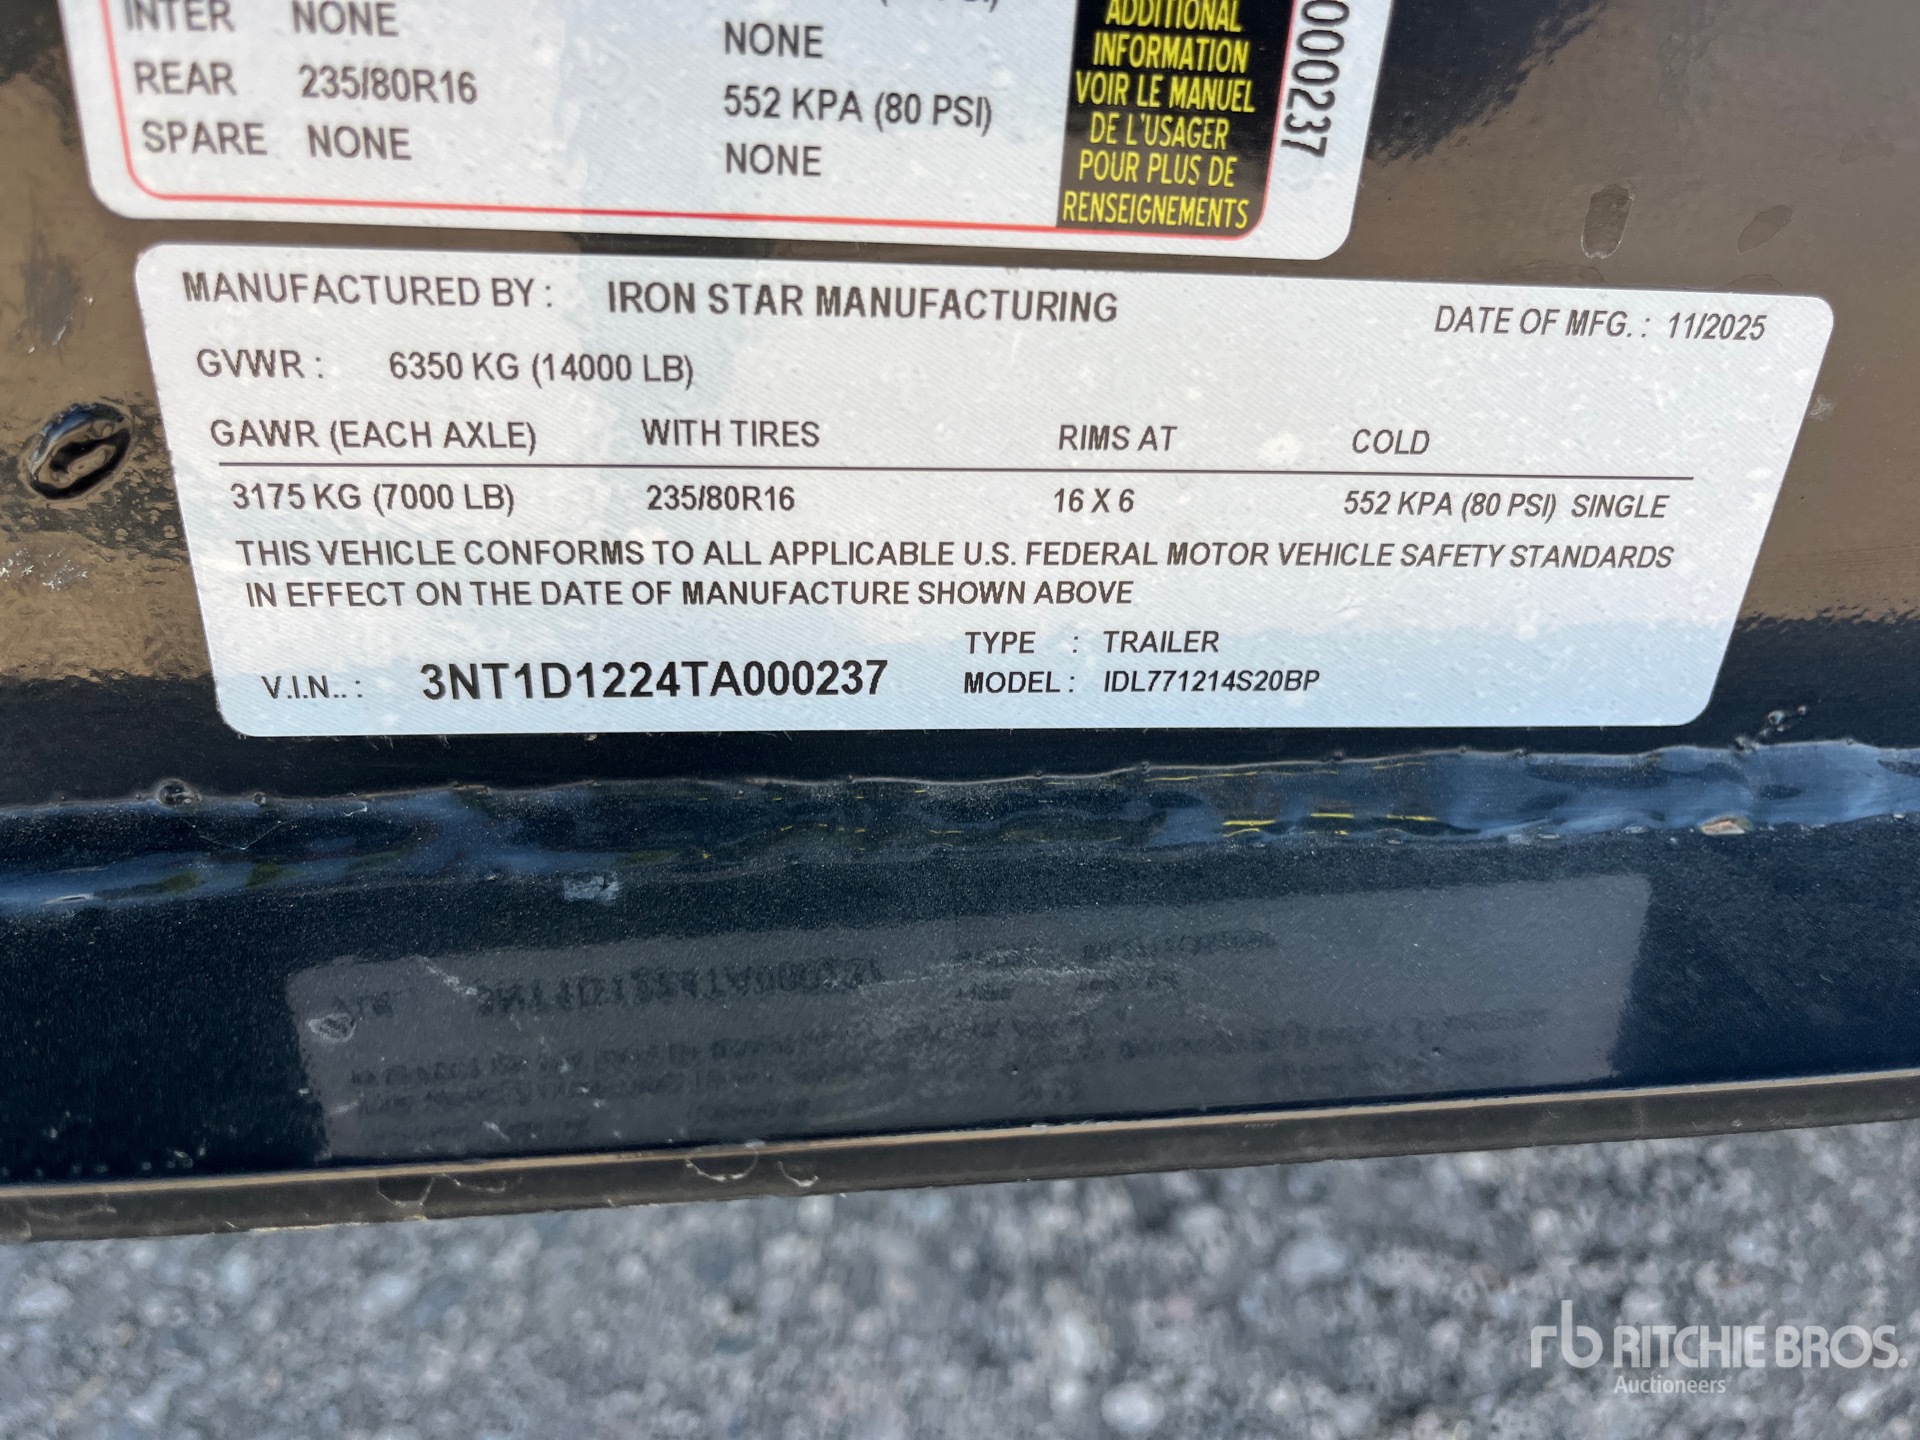 INTER NONE NONE
REAR 235/80R16 552 KPA (80 PSI)
SPARE NONE NONE
ADDITIONAL
INFORMATION
VOIR LE MANUEL
DE L'USAGER
POUR PLUS DE
RENSEIGNEMENTS
000237
MANUFACTURED BY : IRON STAR MANUFACTURING DATE OF MFG. : 11/2025
GVWR : 6350 KG (14000 LB)
GAWR (EACH AXLE) WITH TIRES RIMS AT COLD
3175 KG (7000 LB) 235/80R16 16 X 6 552 KPA (80 PSI) SINGLE
THIS VEHICLE CONFORMS TO ALL APPLICABLE U.S. FEDERAL MOTOR VEHICLE SAFETY STANDARDS
IN EFFECT ON THE DATE OF MANUFACTURE SHOWN ABOVE
TYPE : TRAILER
V.I.N.. : 3NT1D1224TA000237 MODEL : IDL771214S20BP
rb RITCHIE BROS.
Auctioneers